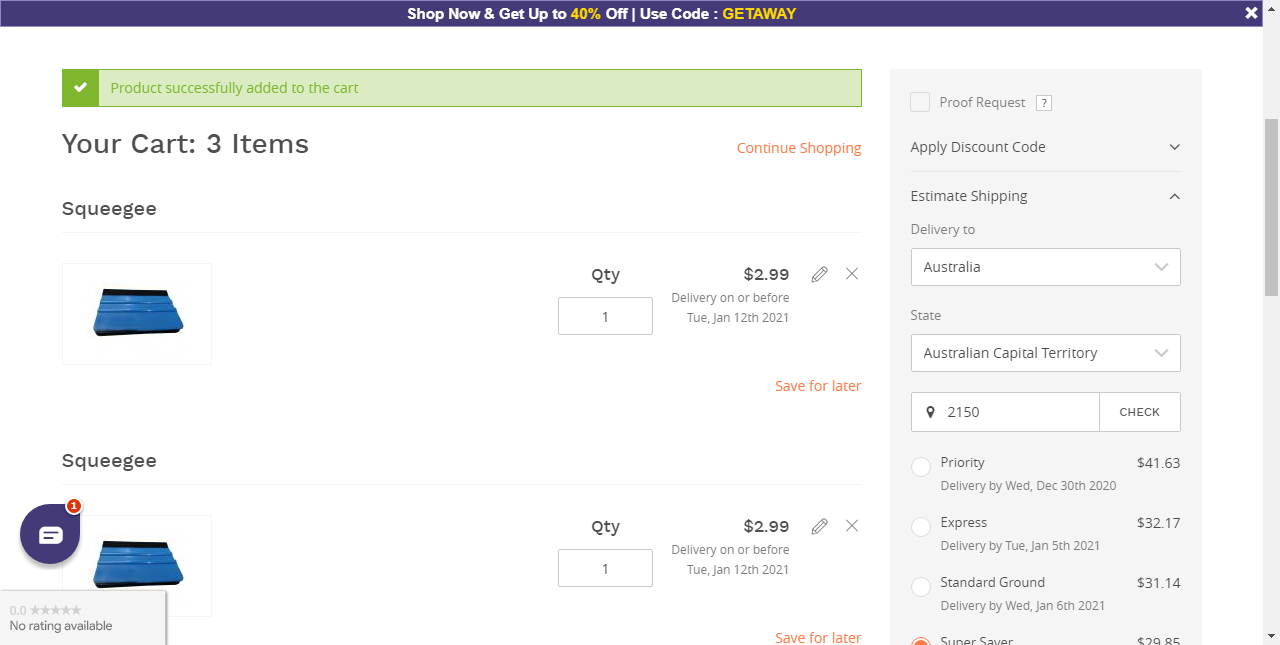 Shop Now & Get Up to 40% Off | Use Code : GETAWAY
Product successfully added to the cart
Your Cart: 3 Items
Continue Shopping
Squeegee
Qty
$2.99
Delivery on or before
Tue, Jan 12th 2021
1
Save for later
Squeegee
Qty
$2.99
Delivery on or before
Tue, Jan 12th 2021
1
Save for later
1
0.0
No rating available
Proof Request ?
Apply Discount Code
Estimate Shipping
Delivery to
Australia
State
Australian Capital Territory
2150 CHECK
Priority $41.63
Delivery by Wed, Dec 30th 2020
Express $32.17
Delivery by Tue, Jan 5th 2021
Standard Ground $31.14
Delivery by Wed, Jan 6th 2021
Super Saver $29.85